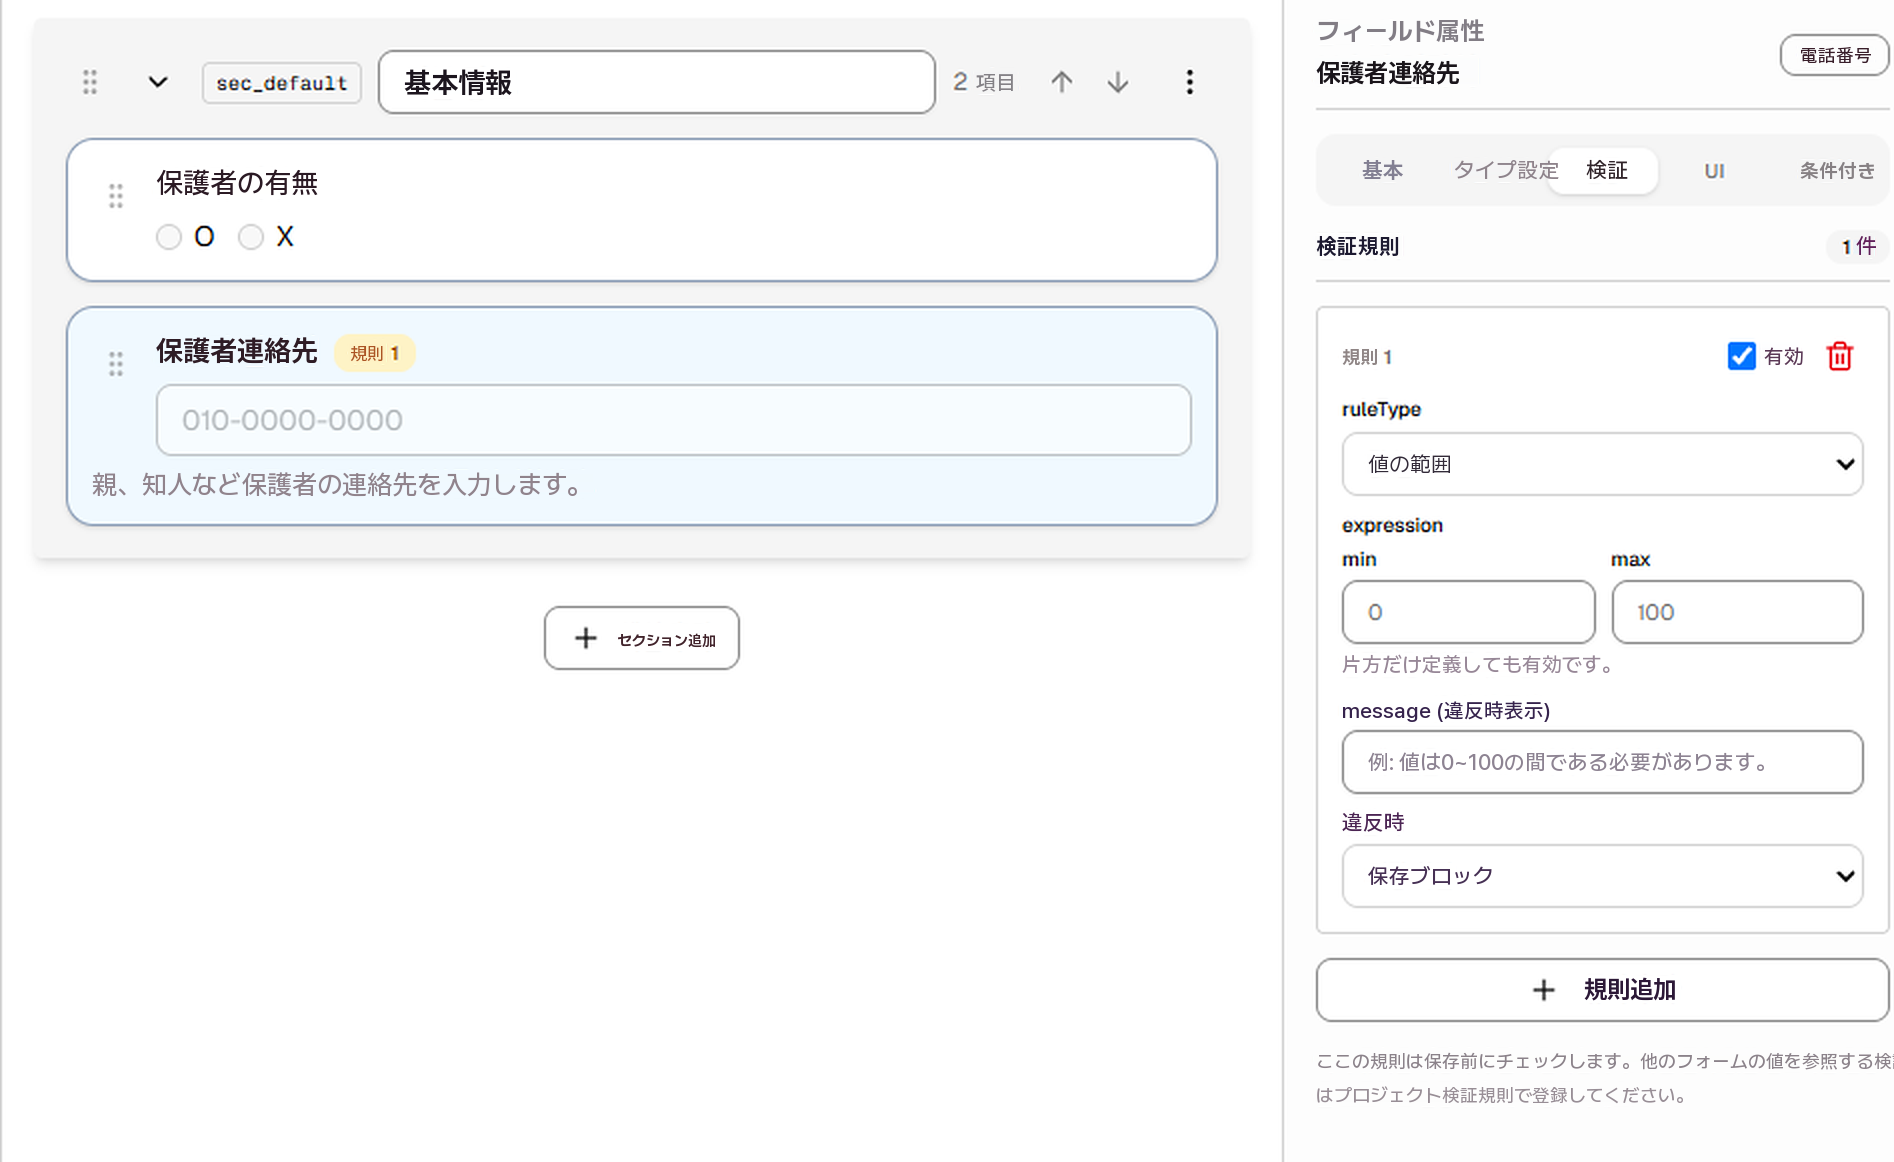 sec_default
基本情報
2 項目
保護者の有無
O X
保護者連絡先 規則 1
010-0000-0000
親、知人など保護者の連絡先を入力します。
セクション追加
フィールド属性
保護者連絡先
電話番号
基本 タイプ設定 検証 UI 条件付き
検証規則 1 件
規則 1 有効
ruleType
値の範囲
expression
min max
0 100
片方だけ定義しても有効です。
message (違反時表示)
例: 値は0~100の間である必要があります。
違反時
保存ブロック
規則追加
ここの規則は保存前にチェックします。他のフォームの値を参照する検
はプロジェクト検証規則で登録してください。